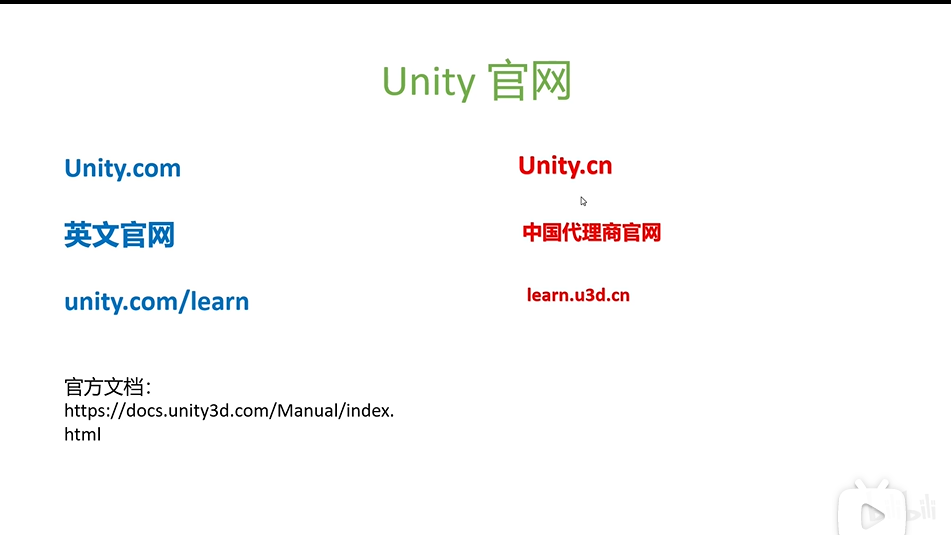 Unity 官网
Unity.com
英文官网
unity.com/learn
官方文档：
https://docs.unity3d.com/Manual/index.
html
Unity.cn
中国代理商官网
learn.u3d.cn